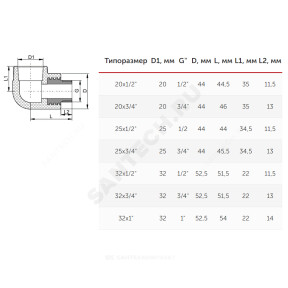 D1
L1
G
D
L2
L
Типоразмер D1, мм G" D, мм L, мм L1, мм L2, мм
20x1/2" 20 1/2" 44 44,5 35 11,5
20x3/4" 20 3/4" 44 46 35 13
25x1/2" 25 1/2 44 44 34,5 11,5
25x3/4" 25 3/4" 44 45,5 34,5 13
32x1/2" 32 1/2" 52,5 51,5 22 11,5
32x3/4" 32 3/4" 52,5 51,5 22 13
32x1" 32 1" 52,5 54 22 14
SANTECH.RU